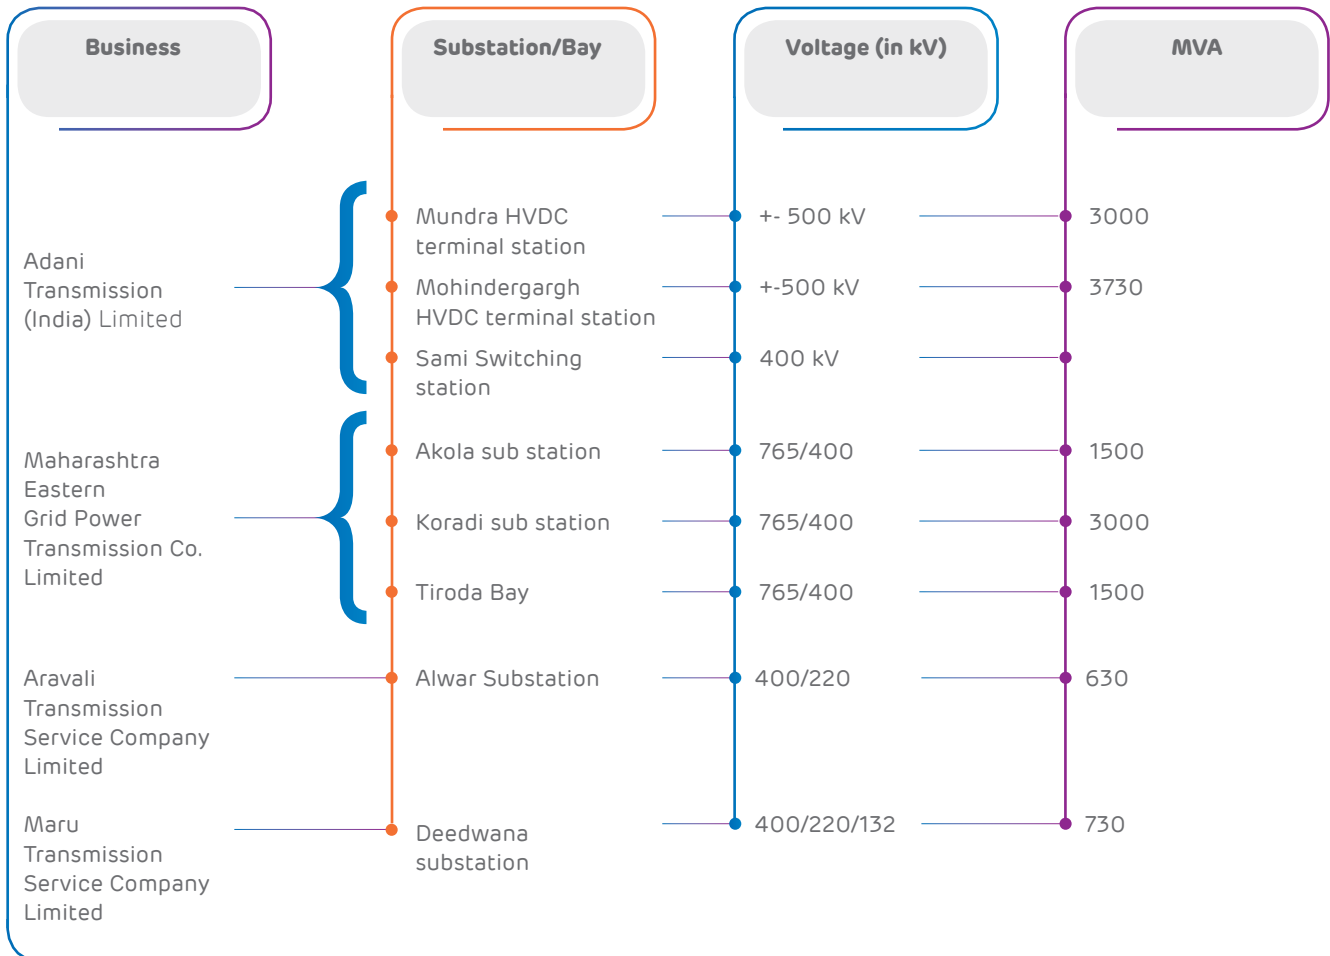 Business
Substation/Bay
Voltage (in kV)
MVA
Adani
Transmission
(India) Limited
Mundra HVDC
terminal station
+- 500 kV
3000
Mohindergargh
HVDC terminal station
+-500 kV
3730
Sami Switching
station
400 kV
Maharashtra
Eastern
Grid Power
Transmission Co.
Limited
Akola sub station
765/400
1500
Koradi sub station
765/400
3000
Tiroda Bay
765/400
1500
Aravali
Transmission
Service Company
Limited
Alwar Substation
400/220
630
Maru
Transmission
Service Company
Limited
Deedwana
substation
400/220/132
730